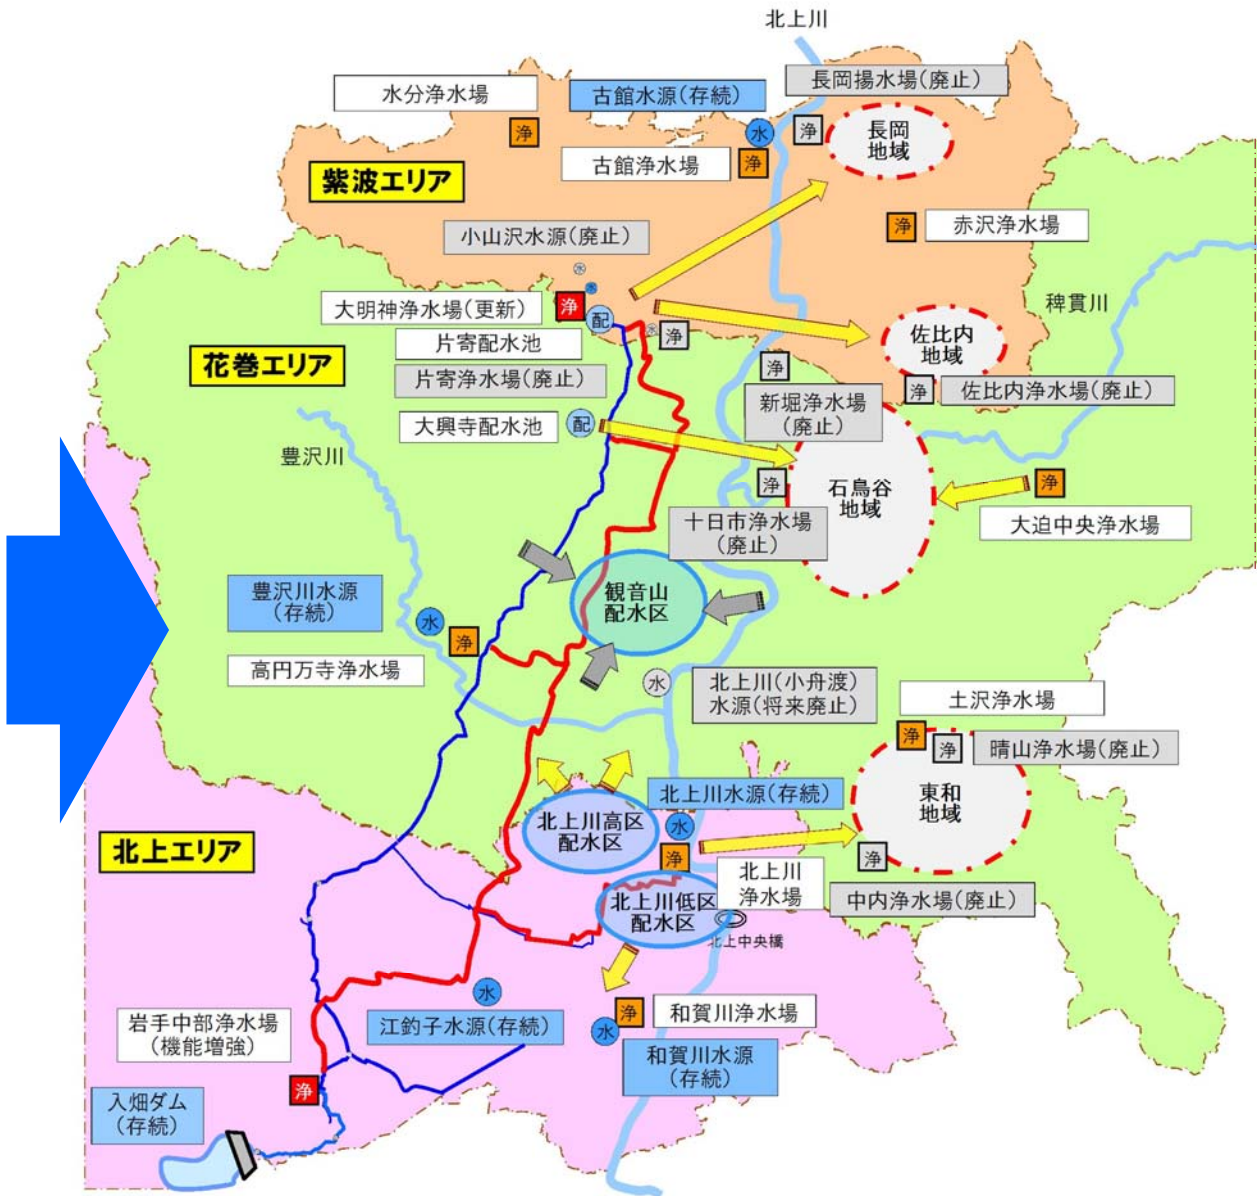 北上川
長岡揚水場(廃止)
水分浄水場
古館水源(存続)
浄
水
浄
長岡
地域
古館浄水場
浄
紫波エリア
小山沢水源(廃止)
浄
赤沢浄水場
水
水
稗貫川
大明神浄水場(更新)
浄
配
水
浄
佐比内
地域
片寄配水池
花巻エリア
片寄浄水場(廃止)
浄
浄
佐比内浄水場(廃止)
新堀浄水場
(廃止)
大興寺配水池
配
豊沢川
浄
石鳥谷
地域
浄
十日市浄水場
(廃止)
大迫中央浄水場
豊沢川水源
(存続)
観音山
配水区
水
浄
高円万寺浄水場
水
北上川(小舟渡)
水源(将来廃止)
土沢浄水場
浄
浄
晴山浄水場(廃止)
北上川水源(存続)
東和
地域
北上川高区
配水区
水
北上エリア
浄
浄
北上川
浄水場
中内浄水場(廃止)
北上川低区
配水区
北上中央橋
水
江釣子水源(存続)
浄
和賀川浄水場
水
和賀川水源
(存続)
岩手中部浄水場
(機能増強)
浄
入畑ダム
(存続)